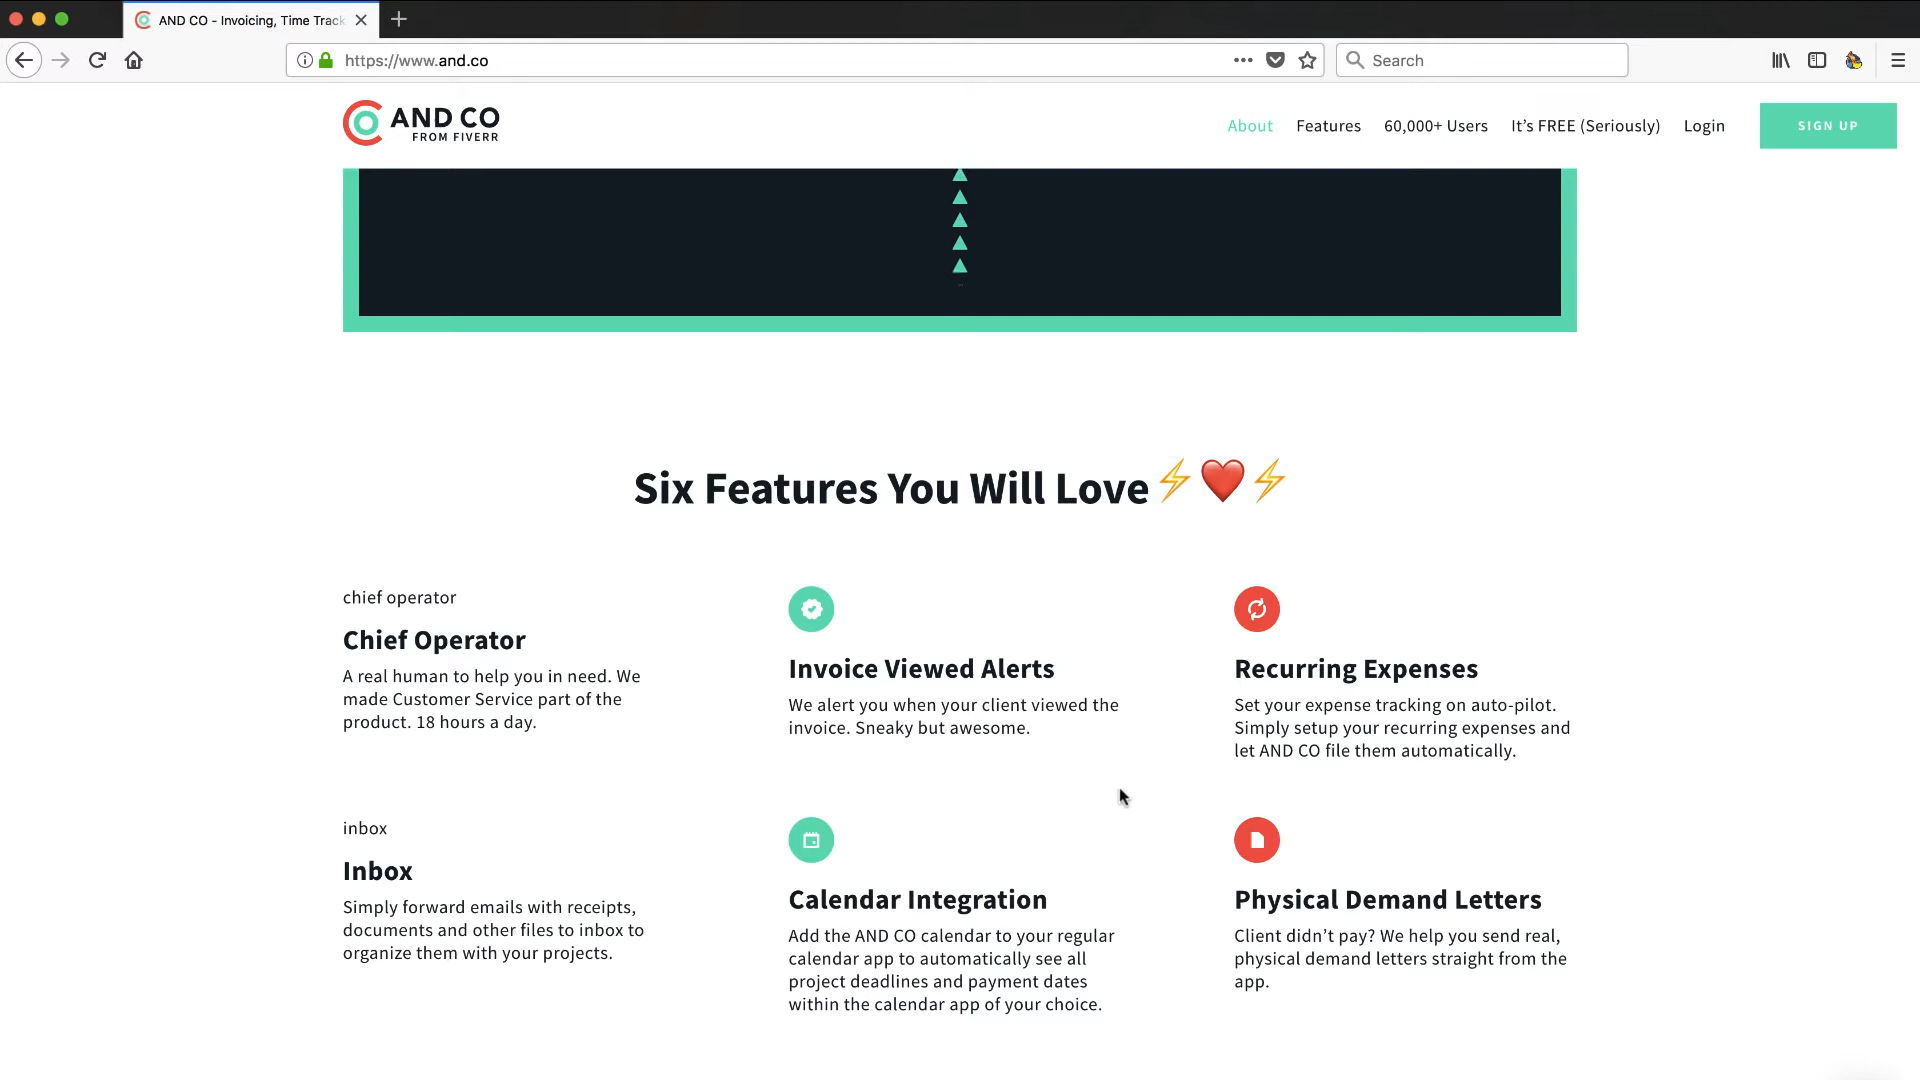 AND CO - Invoicing, Time Track
https://www.and.co
Search
AND CO
FROM FIVERR
About
Features
60,000+ Users
It’s FREE (Seriously)
Login
SIGN UP
Six Features You Will Love⚡❤️⚡
chief operator
Chief Operator
A real human to help you in need. We
made Customer Service part of the
product. 18 hours a day.
Invoice Viewed Alerts
We alert you when your client viewed the
invoice. Sneaky but awesome.
Recurring Expenses
Set your expense tracking on auto-pilot.
Simply setup your recurring expenses and
let AND CO file them automatically.
inbox
Inbox
Simply forward emails with receipts,
documents and other files to inbox to
organize them with your projects.
Calendar Integration
Add the AND CO calendar to your regular
calendar app to automatically see all
project deadlines and payment dates
within the calendar app of your choice.
Physical Demand Letters
Client didn’t pay? We help you send real,
physical demand letters straight from the
app.